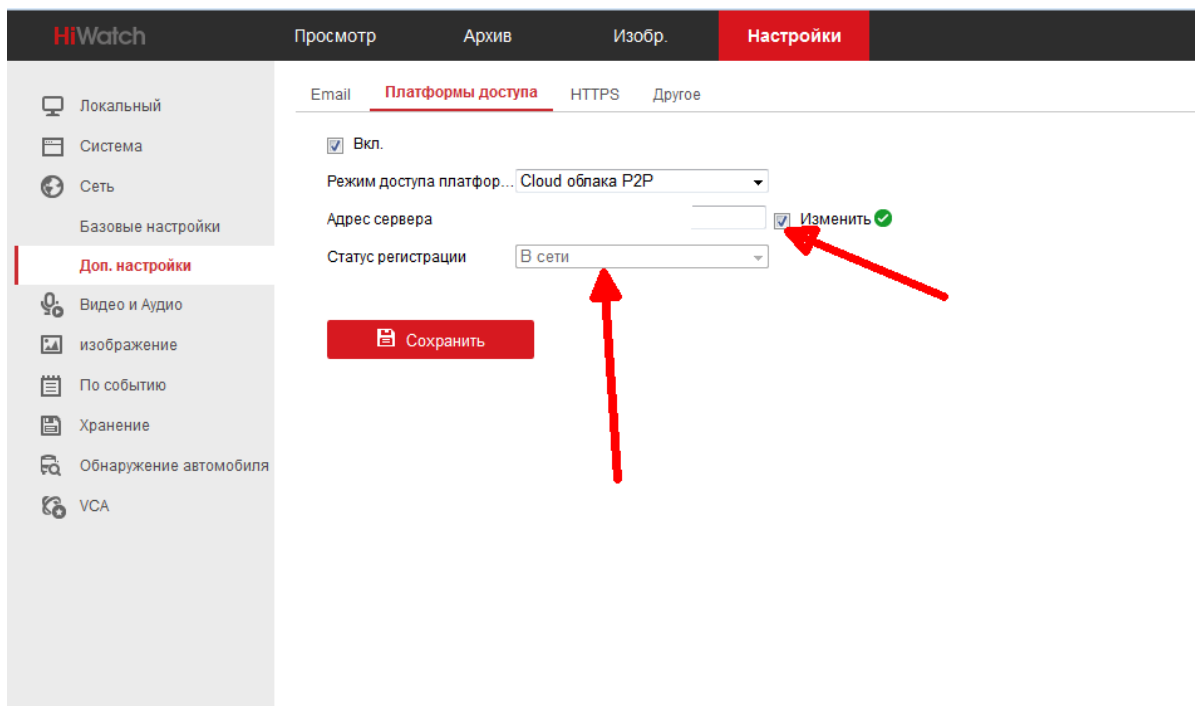 HiWatch
Просмотр Архив Изобр. Настройки
Локальный
Система
Сеть
Базовые настройки
Доп. настройки
Видео и Аудио
изображение
По событию
Хранение
Обнаружение автомобиля
VCA
Email Платформы доступа HTTPS Другое
Вкл.
Режим доступа платфор... Cloud облака P2P
Адрес сервера Изменить
Статус регистрации В сети
Сохранить